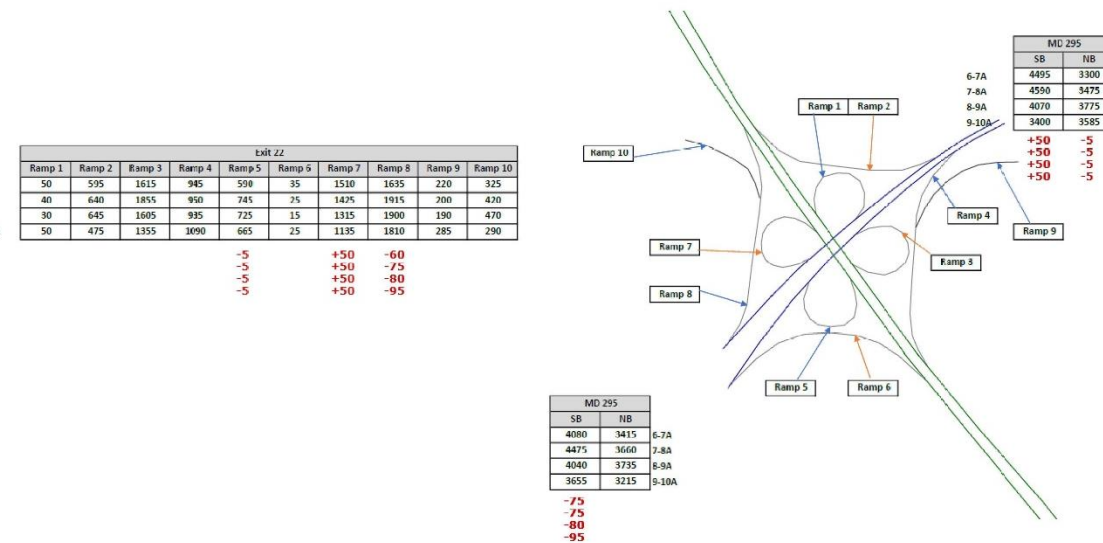 Exit 22
Ramp 1 Ramp 2 Ramp 3 Ramp 4 Ramp 5 Ramp 6 Ramp 7 Ramp 8 Ramp 9 Ramp 10
50 595 1615 945 590 35 1510 1635 220 325
40 640 1855 950 745 25 1425 1915 200 420
30 645 1605 935 725 15 1315 1900 190 470
50 475 1355 1090 665 25 1135 1810 285 290
-5 +50 -60
-5 +50 -75
-5 +50 -80
-5 +50 -95
MD 295
SB NB
6-7A 4495 3300
7-8A 4590 3475
8-9A 4070 3775
9-10A 3400 3585
+50 -5
+50 -5
+50 -5
+50 -5
Ramp 1 Ramp 2
Ramp 10
Ramp 4
Ramp 9
Ramp 7
Ramp 3
Ramp 8
Ramp 5 Ramp 6
MD 295
SB NB
4080 3415 6-7A
4475 3660 7-8A
4040 3735 8-9A
3655 3215 9-10A
-75
-75
-80
-95